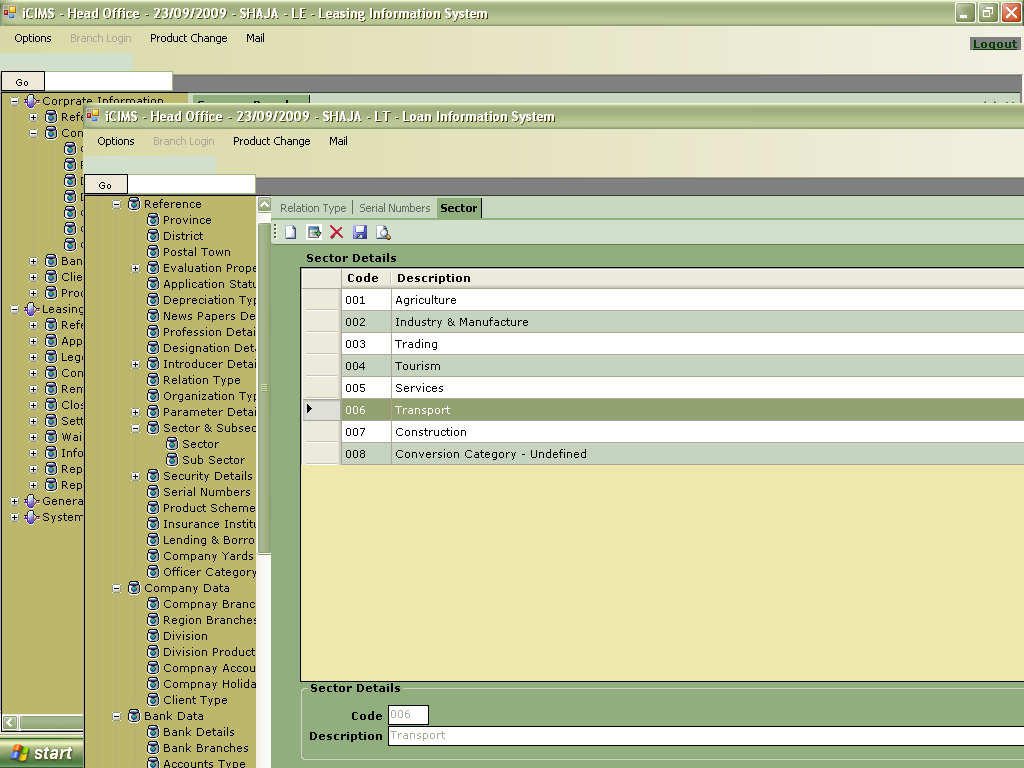 iCIMS - Head Office - 23/09/2009 - SHAJA - LE - Leasing Information System
Options Branch Login Product Change Mail
Logout
Go
Corprate Information
Refe
Con
Ban
Clie
Proc
Leasing
Refe
App
Lega
Con
Rem
Clos
Sett
Wai
Info
Rep
Rep
Genera
System
start
iCIMS - Head Office - 23/09/2009 - SHAJA - LT - Loan Information System
Options Branch Login Product Change Mail
Go
Reference
Province
District
Postal Town
Evaluation Prope
Application Statu
Depreciation Typ
News Papers De
Profession Detai
Designation Deta
Introducer Detai
Relation Type
Organization Typ
Parameter Detai
Sector & Subsec
Sector
Sub Sector
Security Details
Serial Numbers
Product Scheme
Insurance Institu
Lending & Borro
Company Yards
Officer Category
Company Data
Compnay Branc
Region Branches
Division
Division Product
Compnay Accou
Compnay Holida
Client Type
Bank Data
Bank Details
Bank Branches
Accounts Type
Relation Type Serial Numbers Sector
Sector Details
Code Description
001 Agriculture
002 Industry & Manufacture
003 Trading
004 Tourism
005 Services
006 Transport
007 Construction
008 Conversion Category - Undefined
Sector Details
Code 006
Description Transport